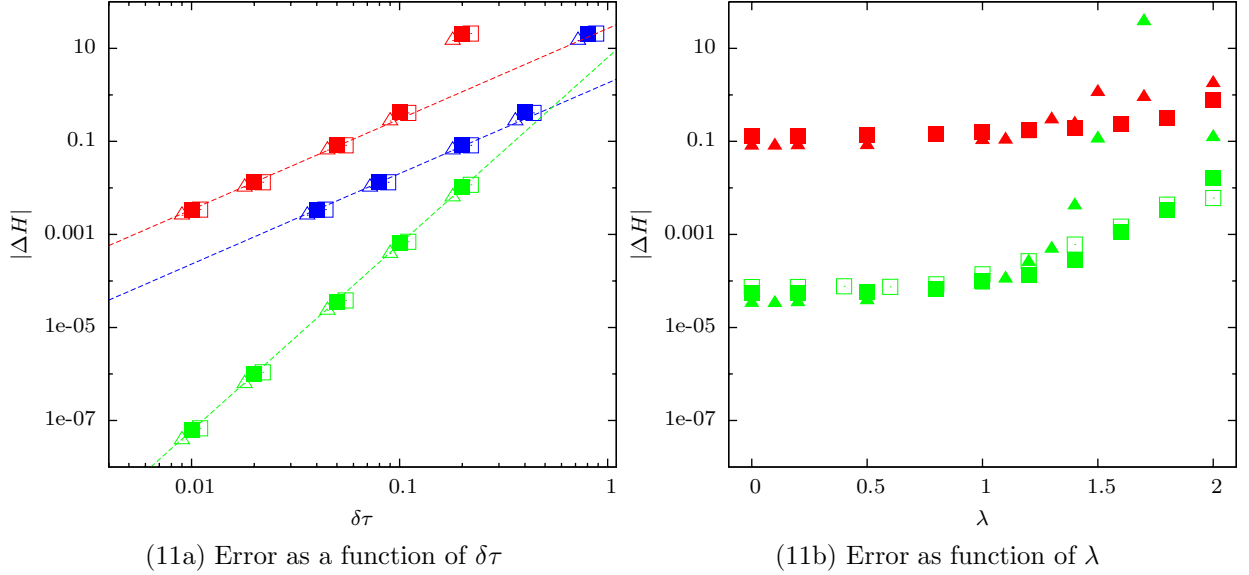 10
0.1
0.001
1e-05
1e-07
|ΔH|
0.01
0.1
1
δτ
(11a) Error as a function of δτ
10
0.1
0.001
1e-05
1e-07
|ΔH|
0
0.5
1
1.5
2
λ
(11b) Error as function of λ